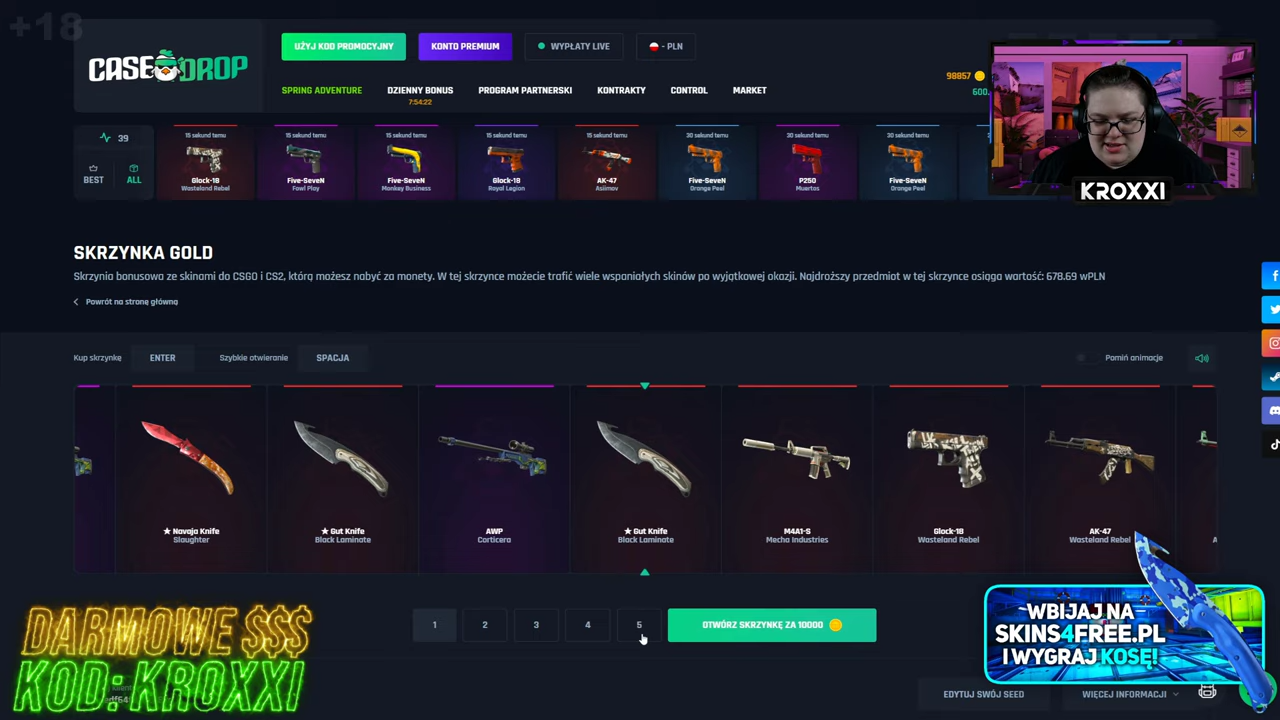 +18
CASE DROP
UŻYJ KOD PROMOCYJNY
KONTO PREMIUM
WYPŁATY LIVE
- PLN
SPRING ADVENTURE
DZIENNY BONUS
7:54:22
PROGRAM PARTNERSKI
KONTRAKTY
CONTROL
MARKET
98857
600,
KROXXI
39
BEST
ALL
15 sekund temu
Glock-18
Wasteland Rebel
15 sekund temu
Five-SeveN
Fowl Play
15 sekund temu
Five-SeveN
Monkey Business
15 sekund temu
Glock-18
Royal Legion
15 sekund temu
AK-47
Asiimov
30 sekund temu
Five-SeveN
Orange Peel
30 sekund temu
P250
Muertos
30 sekund temu
Five-SeveN
Orange Peel
SKRZYNKA GOLD
Skrzynia bonusowa ze skinami do CSGO i CS2, którą możesz nabyć za monety. W tej skrzynce możecie trafić wiele wspaniałych skinów po wyjątkowej okazji. Najdroższy przedmiot w tej skrzynce osiąga wartość: 678.69 wPLN
Powrót na stronę główną
Kup skrzynkę
ENTER
Szybkie otwieranie
SPACJA
Pomiń animacje
★ Navaja Knife
Slaughter
★ Gut Knife
Black Laminate
AWP
Corticera
★ Gut Knife
Black Laminate
M4A1-S
Mecha Industries
Glock-18
Wasteland Rebel
AK-47
Wasteland Rebel
1
2
3
4
5
OTWÓRZ SKRZYNKĘ ZA 10000
DARMOWE $$$
KOD: KROXXI
WBIJAJ NA
SKINS4FREE.PL
I WYGRAJ KOSĘ!
EDYTUJ SWÓJ SEED
WIĘCEJ INFORMACJI